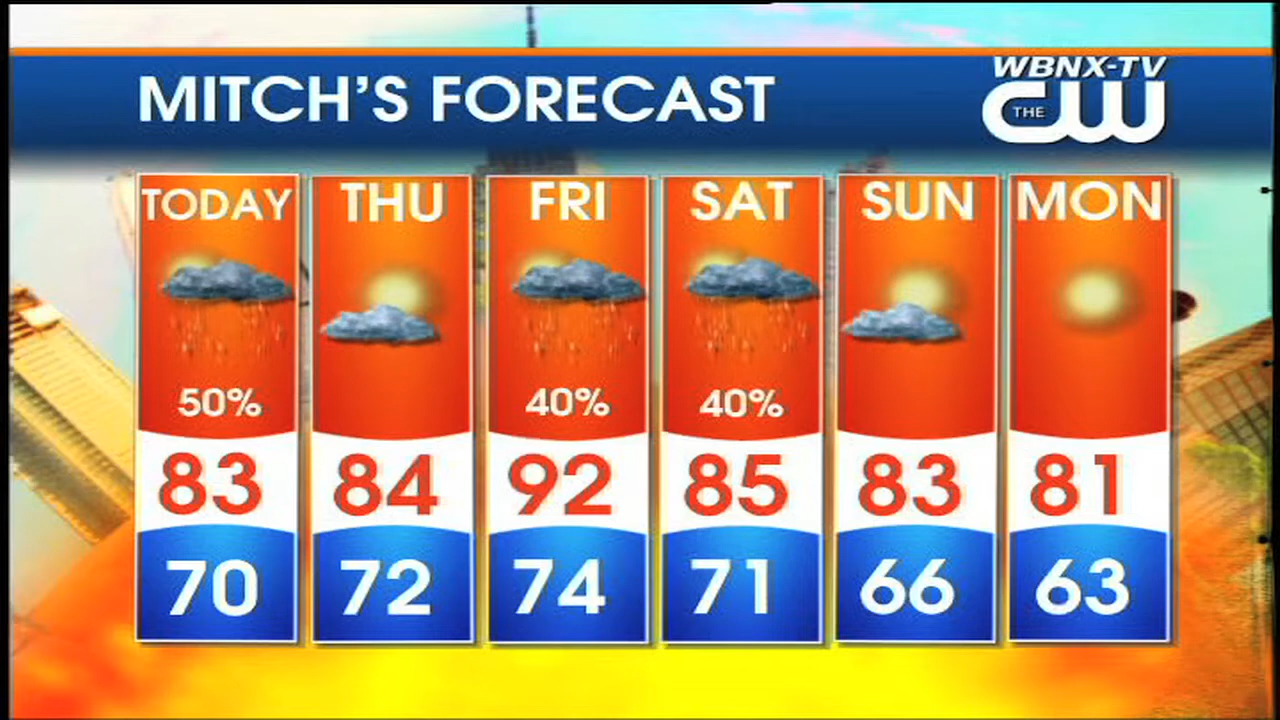 MITCH'S FORECAST
WBNX-TV
THE CW
TODAY THU FRI SAT SUN MON
50% 40% 40%
83 84 92 85 83 81
70 72 74 71 66 63